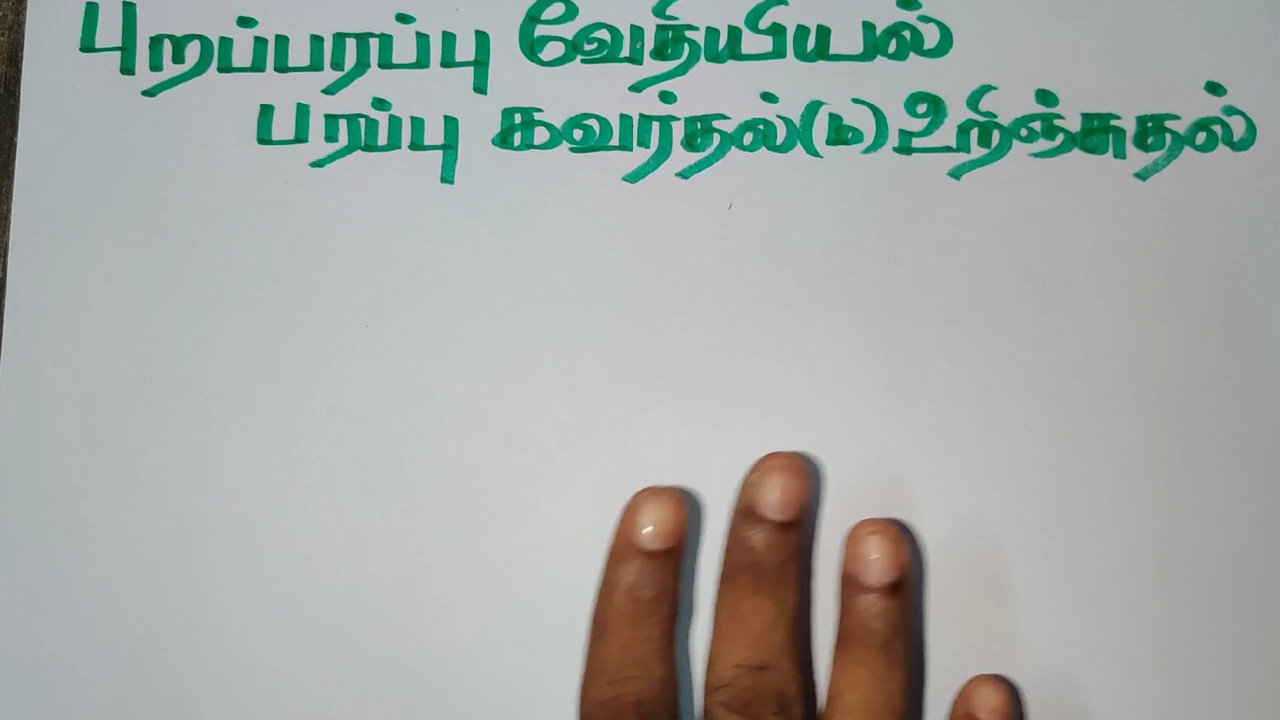 புறப்பரப்பு வேதியியல்
பரப்பு கவர்தல்(ம)உறிஞ்சுதல்